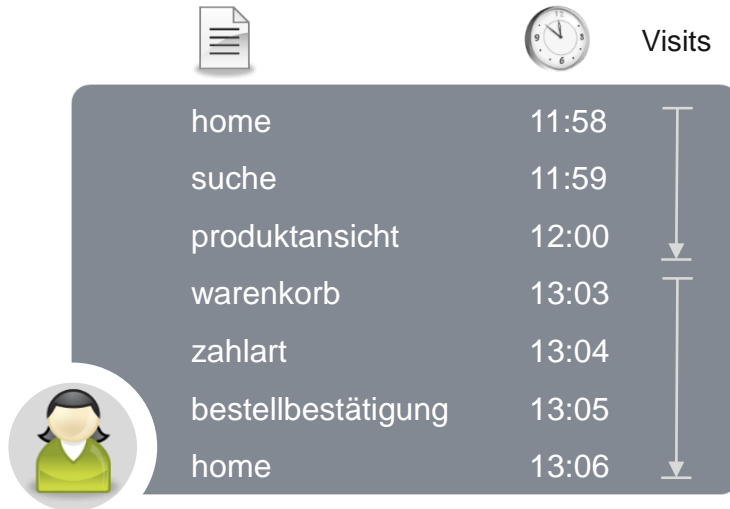 Visits
home 11:58
suche 11:59
produktansicht 12:00
warenkorb 13:03
zahlart 13:04
bestellbestätigung 13:05
home 13:06